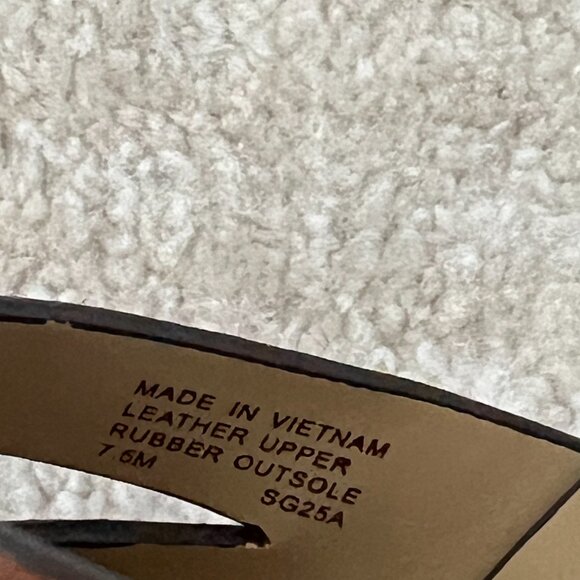 MADE IN VIETNAM
LEATHER UPPER
RUBBER OUTSOLE
7.5M SG25A